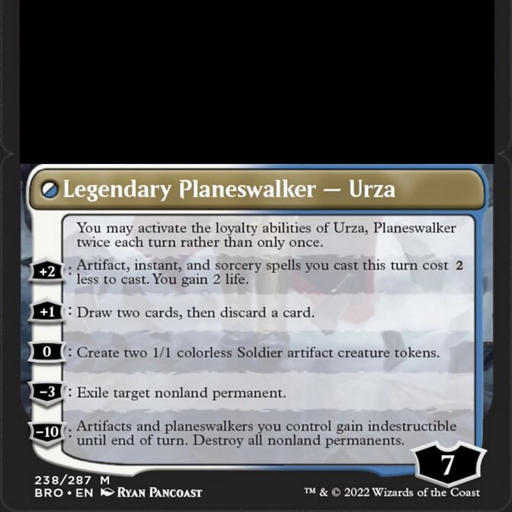 Legendary Planeswalker — Urza
You may activate the loyalty abilities of Urza, Planeswalker
twice each turn rather than only once.
+2 : Artifact, instant, and sorcery spells you cast this turn cost 2
less to cast. You gain 2 life.
+1 : Draw two cards, then discard a card.
0 : Create two 1/1 colorless Soldier artifact creature tokens.
−3 : Exile target nonland permanent.
−10 : Artifacts and planeswalkers you control gain indestructible
until end of turn. Destroy all nonland permanents.
7
238/287 M
BRO • EN Ryan Pancoast
™ & © 2022 Wizards of the Coast